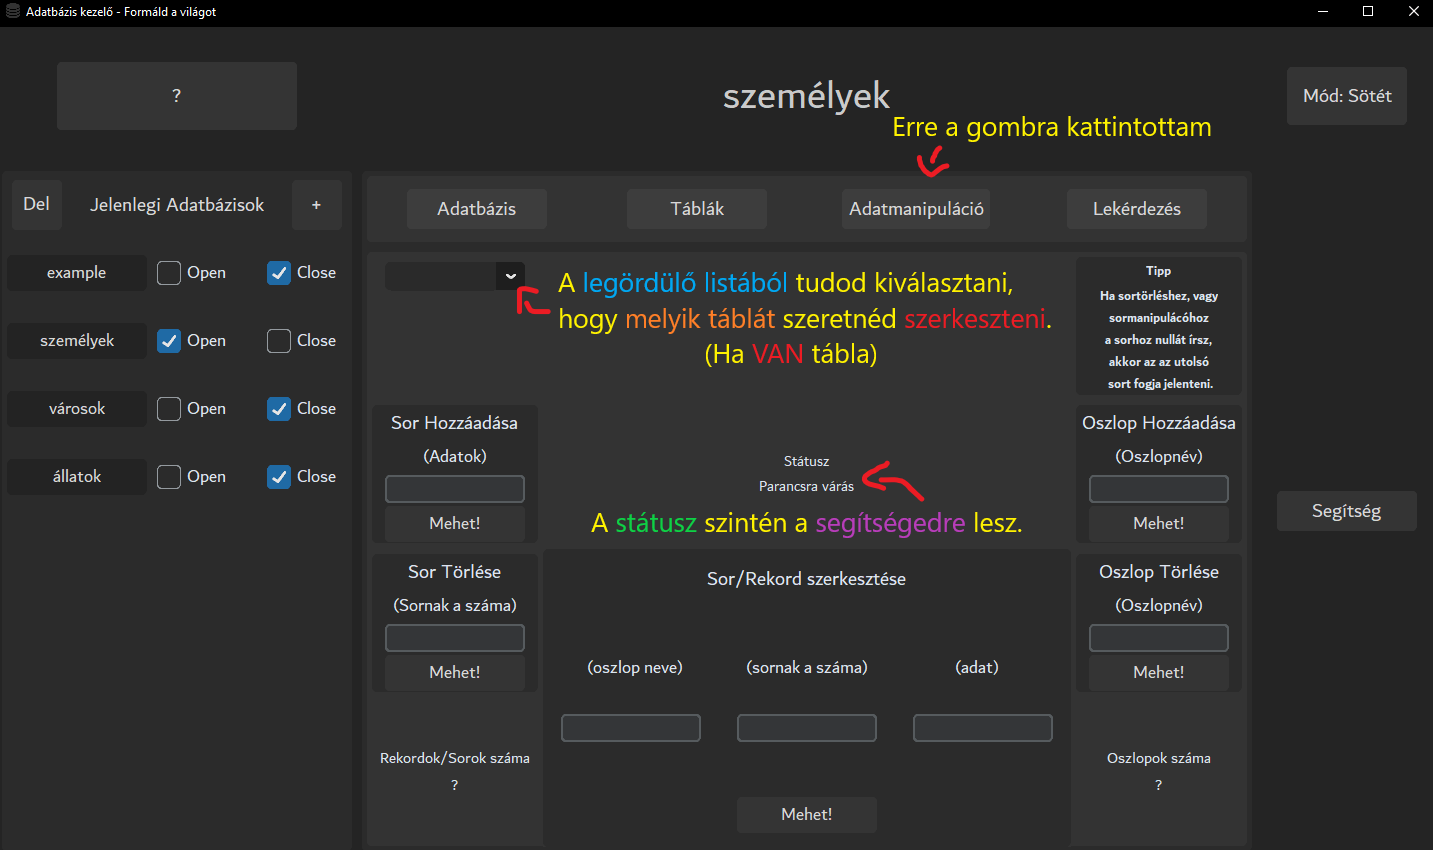 Adatbázis kezelő - Formáld a világot
?
személyek
Mód: Sötét
Erre a gombra kattintottam
Del
Jelenlegi Adatbázisok
+
Adatbázis
Táblák
Adatmanipuláció
Lekérdezés
example
Open
Close
személyek
Open
Close
városok
Open
Close
állatok
Open
Close
A legördülő listából tudod kiválasztani,
hogy melyik táblát szeretnéd szerkeszteni.
(Ha VAN tábla)
Tipp
Ha sortörléshez, vagy
sormanipulácóhoz
a sorhoz nullát írsz,
akkor az az utolsó
sort fogja jelenteni.
Sor Hozzáadása
(Adatok)
Mehet!
Státusz
Parancsra várás
A státusz szintén a segítségedre lesz.
Oszlop Hozzáadása
(Oszlopnév)
Mehet!
Segítség
Sor Törlése
(Sornak a száma)
Mehet!
Sor/Rekord szerkesztése
(oszlop neve)
(sornak a száma)
(adat)
Mehet!
Oszlop Törlése
(Oszlopnév)
Mehet!
Rekordok/Sorok száma
?
Oszlopok száma
?